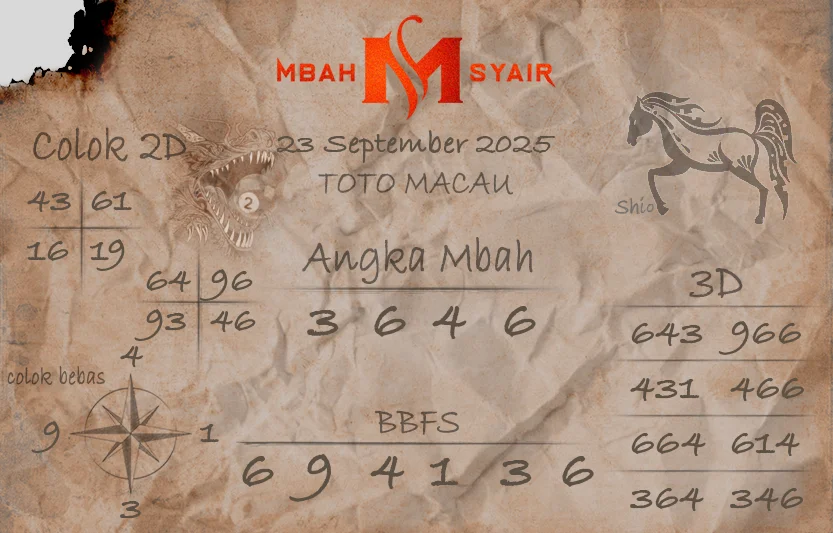 MBAH M SYAIR
23 September 2025
TOTO MACAU
Colok 2D
43 61
16 19
64 96
93 46
2
Shio
Angka Mbah
3 6 4 6
3D
643 966
431 466
664 614
364 346
colok bebas
4
9 1
3
BBFS
6 9 4 1 3 6